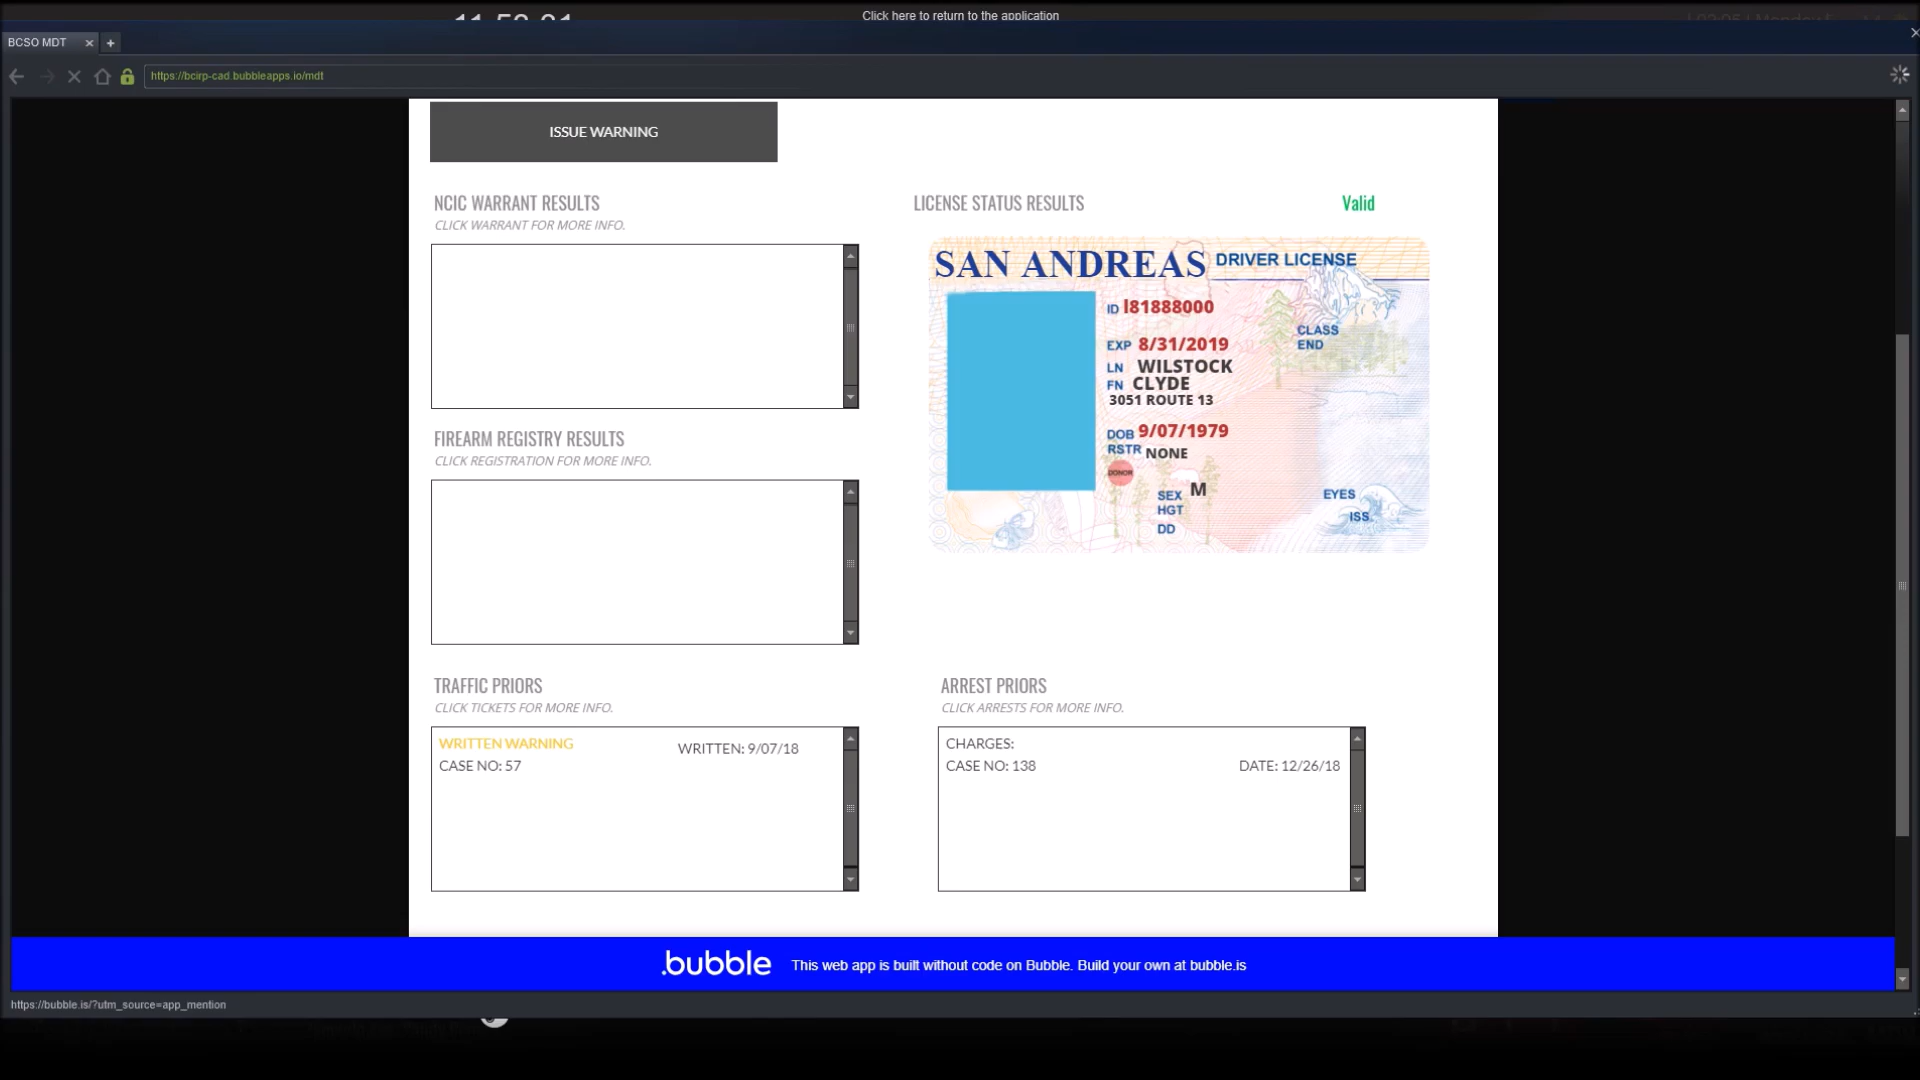 Click here to return to the application
BCSO MDT
https://bcirp-cad.bubbleapps.io/mdt
ISSUE WARNING
NCIC WARRANT RESULTS
CLICK WARRANT FOR MORE INFO.
LICENSE STATUS RESULTS
Valid
SAN ANDREAS DRIVER LICENSE
ID I81888000
CLASS
END
EXP 8/31/2019
LN WILSTOCK
FN CLYDE
3051 ROUTE 13
DOB 9/07/1979
RSTR NONE
DONOR
SEX M
HGT
DD
EYES
ISS
FIREARM REGISTRY RESULTS
CLICK REGISTRATION FOR MORE INFO.
TRAFFIC PRIORS
CLICK TICKETS FOR MORE INFO.
WRITTEN WARNING
WRITTEN: 9/07/18
CASE NO: 57
ARREST PRIORS
CLICK ARRESTS FOR MORE INFO.
CHARGES:
CASE NO: 138
DATE: 12/26/18
.bubble This web app is built without code on Bubble. Build your own at bubble.is
https://bubble.is/?utm_source=app_mention